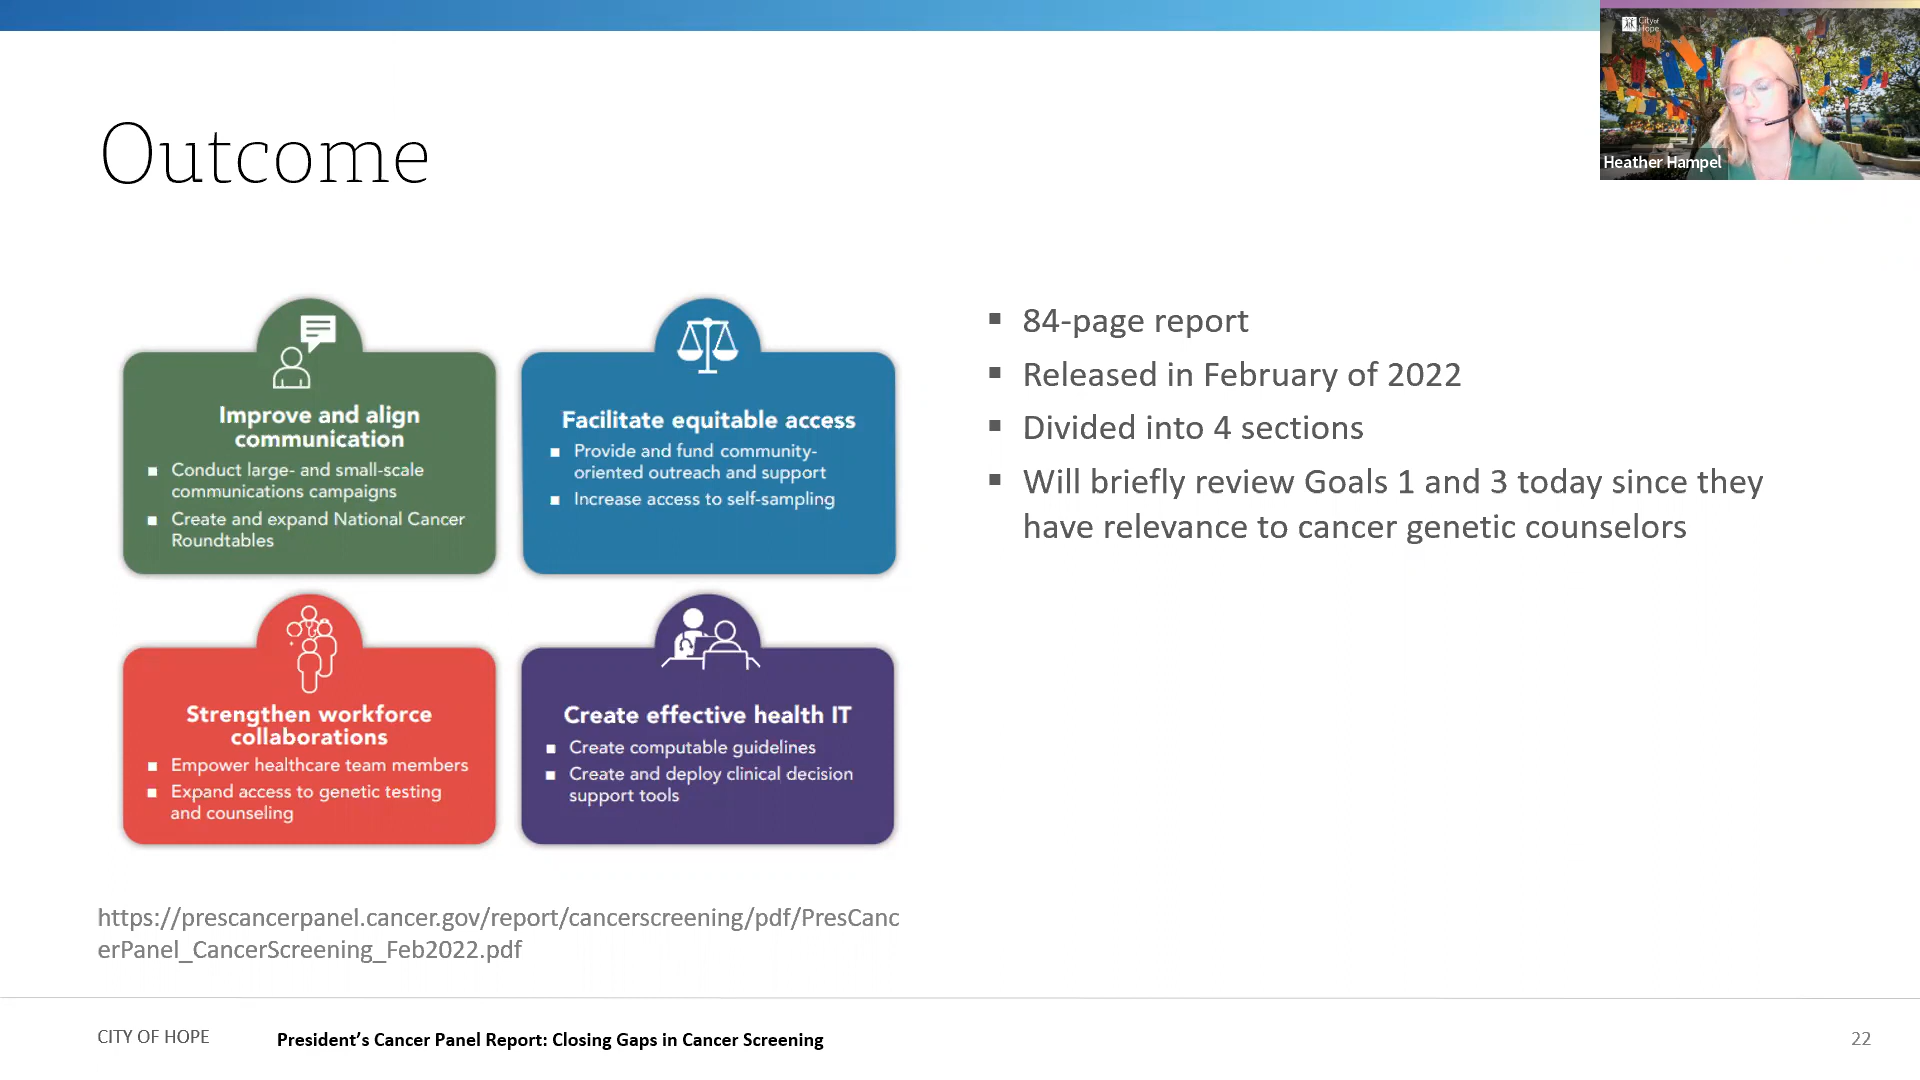 City of
Hope
Heather Hampel
Outcome
Improve and align
communication
■ Conduct large- and small-scale
communications campaigns
■ Create and expand National Cancer
Roundtables
Facilitate equitable access
■ Provide and fund community-
oriented outreach and support
■ Increase access to self-sampling
Strengthen workforce
collaborations
■ Empower healthcare team members
■ Expand access to genetic testing
and counseling
Create effective health IT
■ Create computable guidelines
■ Create and deploy clinical decision
support tools
https://prescancerpanel.cancer.gov/report/cancerscreening/pdf/PresCanc
erPanel_CancerScreening_Feb2022.pdf
▪ 84-page report
▪ Released in February of 2022
▪ Divided into 4 sections
▪ Will briefly review Goals 1 and 3 today since they
have relevance to cancer genetic counselors
CITY OF HOPE
President’s Cancer Panel Report: Closing Gaps in Cancer Screening
22